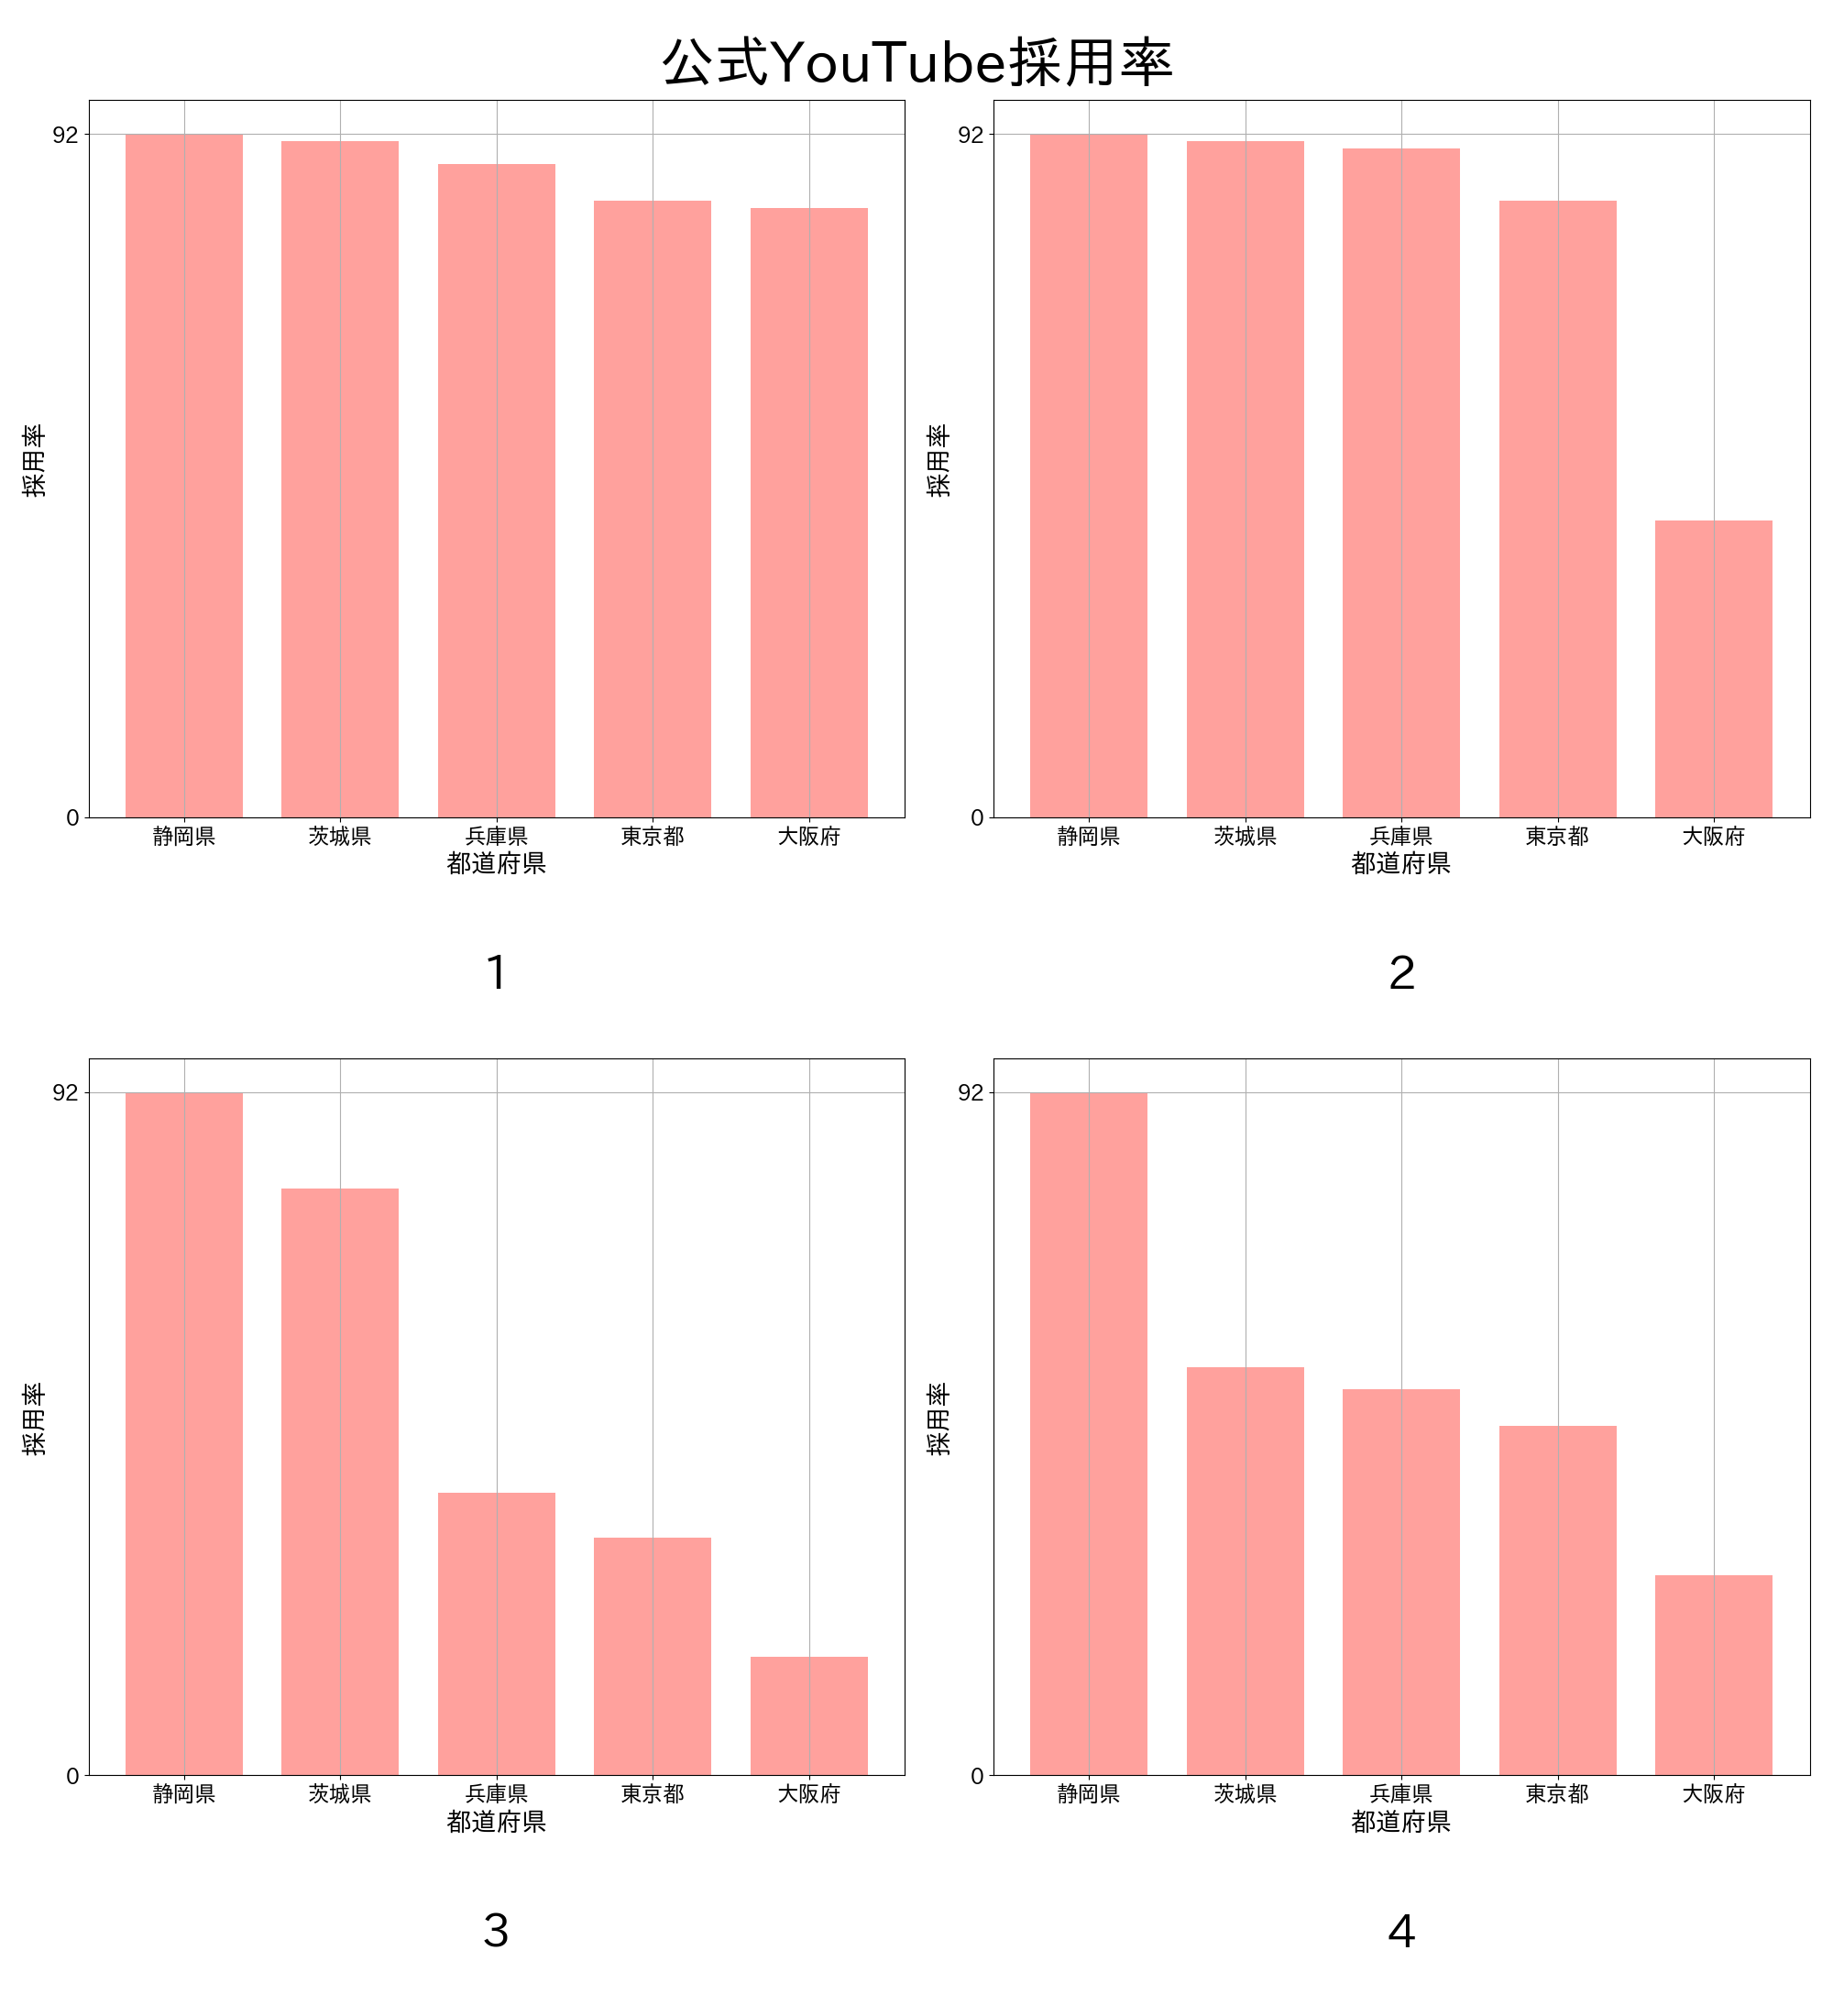 公式YouTube採用率
92
0
採用率
静岡県 茨城県 兵庫県 東京都 大阪府
都道府県
1
92
0
採用率
静岡県 茨城県 兵庫県 東京都 大阪府
都道府県
2
92
0
採用率
静岡県 茨城県 兵庫県 東京都 大阪府
都道府県
3
92
0
採用率
静岡県 茨城県 兵庫県 東京都 大阪府
都道府県
4